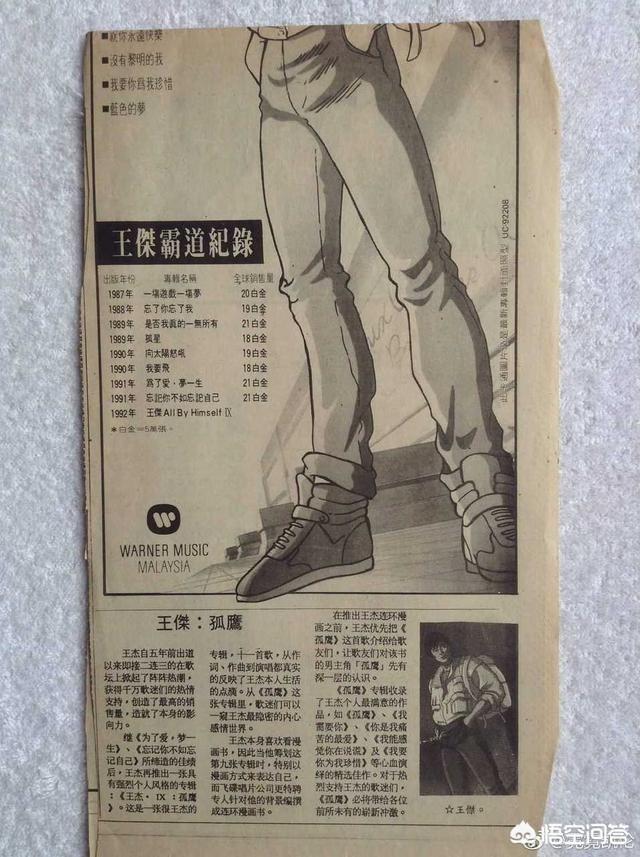 ■祝你永遠快樂
■沒有黎明的我
■我要你爲我珍惜
■藍色的夢
王傑霸道紀錄
出版年份 專輯名稱 全球銷售量
1987年 一場遊戲一場夢 20白金
1988年 忘了你忘了我 19白金
1989年 是否我真的一無所有 21白金
1989年 孤星 18白金
1990年 向太陽怒吼 19白金
1990年 我要飛 18白金
1991年 爲了愛·夢一生 21白金
1991年 忘記你不如忘記自己 21白金
1992年 王傑All By Himself Ⅸ
＊白金＝5萬張。
UC-92208
WARNER MUSIC
MALAYSIA
王傑：孤鷹
王杰自五年前出道
以来即接二连三的在歌
坛上掀起了阵阵热潮，
获得千万歌迷们的热情
支持，创造了最高的销
售量，造就了本身的影
向力。
继《为了爱，梦一
生》、《忘记你不如忘
记自己》所缔造的佳绩
后，王杰再推出一张具
有强烈个人风格的专辑
：《王杰·Ⅸ：孤鹰
》。这是一张很王杰的
专辑，十一首歌，从作
词、作曲到演唱都真实
的反映了王杰本人生活
的点滴。从《孤鹰》这
张专辑里，歌迷们可以
一窥王杰最隐密的内心
感情世界。
王杰本身喜欢看漫
画书，因此当他筹划这
第九张专辑时，特别以
漫画方式来表达自己，
而飞碟唱片公司更特聘
专人针对他的背景编撰
成连环漫画书。
在推出王杰连环漫
画之前，王杰优先把《
孤鹰》这首歌介绍给歌
友们，让歌友们对该书
的男主角「孤鹰」先有
深一层的认识。
《孤鹰》专辑收录
了王杰个人最满意的作
品，如《孤鹰》、《我
需要你》、《你是我痛
苦的最爱》、《我能感
觉你在说谎》及《我要
你为我珍惜》等心血演
绎的精选佳作。对于热
烈支持王杰的歌迷们，
《孤鹰》必将带给各位
前所未有的崭新冲激。
☆王傑。
悟空问答